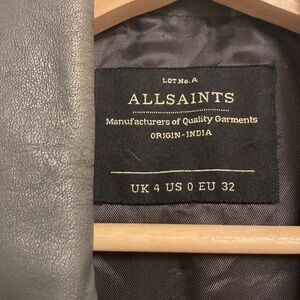 LOT No. A
ALLSAINTS
Manufacturers of Quality Garments
ORIGIN-INDIA
UK 4 US 0 EU 32